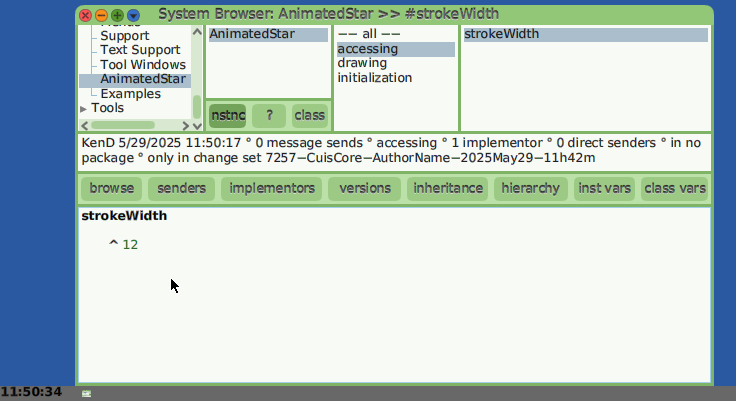 System Browser: AnimatedStar >> #strokeWidth
Support
Text Support
Tool Windows
AnimatedStar
Examples
Tools
AnimatedStar
nstnc ? class
—— all ——
accessing
drawing
initialization
strokeWidth
KenD 5/29/2025 11:50:17 ° 0 message sends ° accessing ° 1 implementor ° 0 direct senders ° in no
package ° only in change set 7257−CuisCore−AuthorName−2025May29−11h42m
browse senders implementors versions inheritance hierarchy inst vars class vars
strokeWidth
^ 12
11:50:34